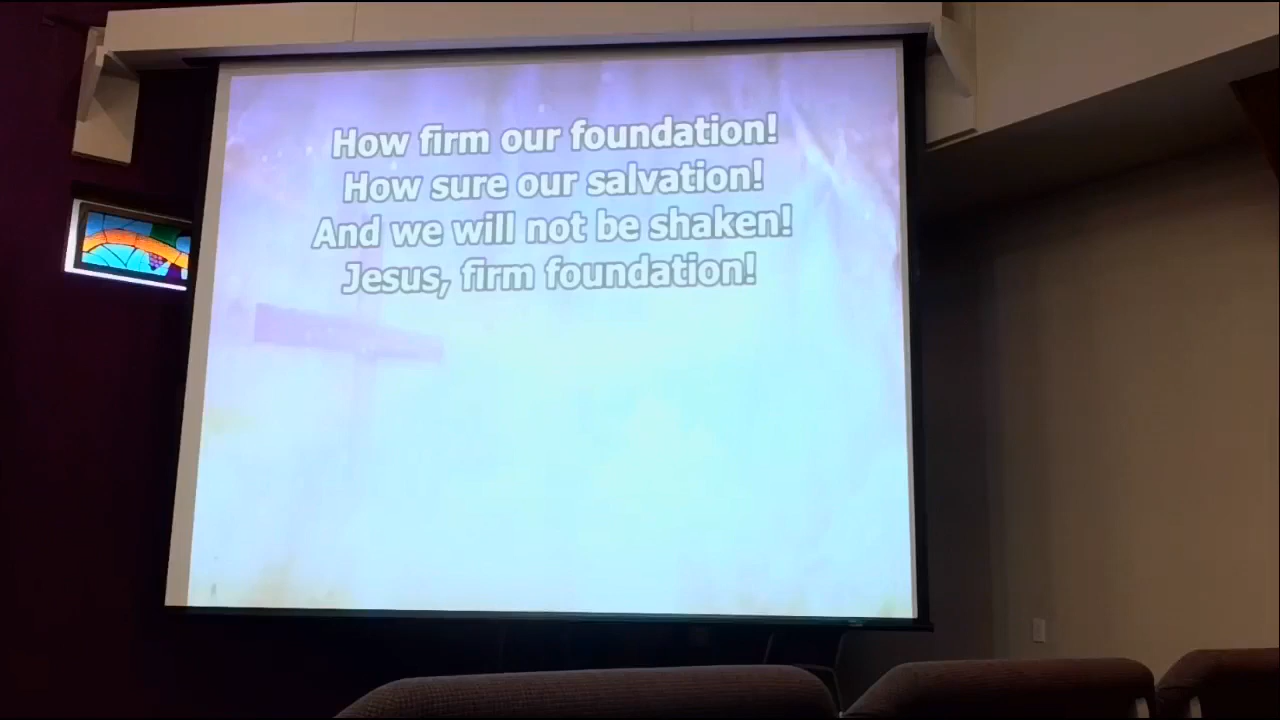 How firm our foundation!
How sure our salvation!
And we will not be shaken!
Jesus, firm foundation!